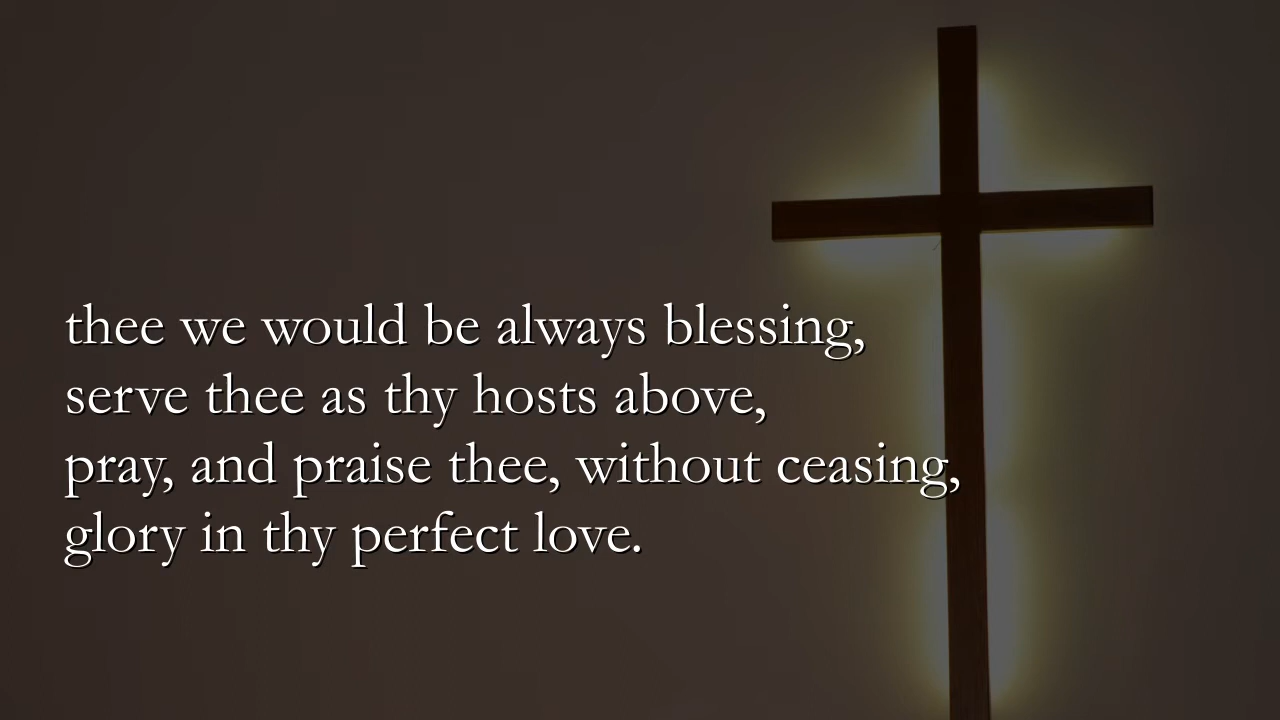 thee we would be always blessing,
serve thee as thy hosts above,
pray, and praise thee, without ceasing,
glory in thy perfect love.